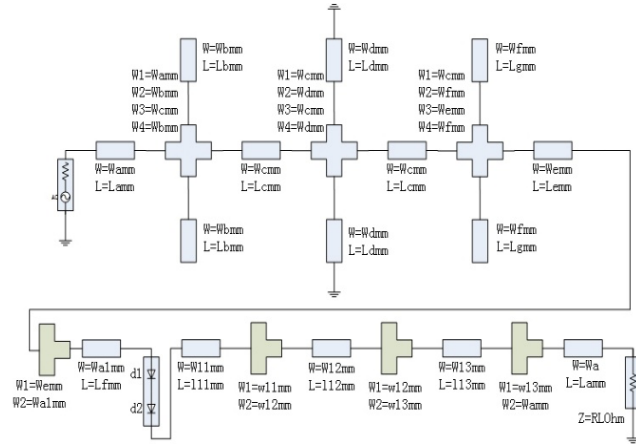 W=Wbmm
L=Lbmm
W=Wdmm
L=Ldmm
W=Wfmm
L=Lgmm
W1=Wamm
W2=Wbmm
W3=Wcmm
W4=Wbmm
W1=Wcmm
W2=Wdmm
W3=Wcmm
W4=Wdmm
W1=Wcmm
W2=Wfmm
W3=Wemm
W4=Wfmm
W=Wamm
L=Lamm
W=Wcmm
L=Lcmm
W=Wcmm
L=Lcmm
W=Wemm
L=Lemm
W=Wbmm
L=Lbmm
W=Wdmm
L=Ldmm
W=Wfmm
L=Lgmm
W1=Wemm
W2=Wa1mm
W=Wa1mm
L=Lfmm
d1
d2
W=W11mm
L=l11mm
W1=w11mm
W2=w12mm
W=W12mm
L=l12mm
W1=w12mm
W2=w13mm
W=W13mm
L=l13mm
W1=w13mm
W2=Wamm
W=Wa
L=Lamm
Z=RLOhm